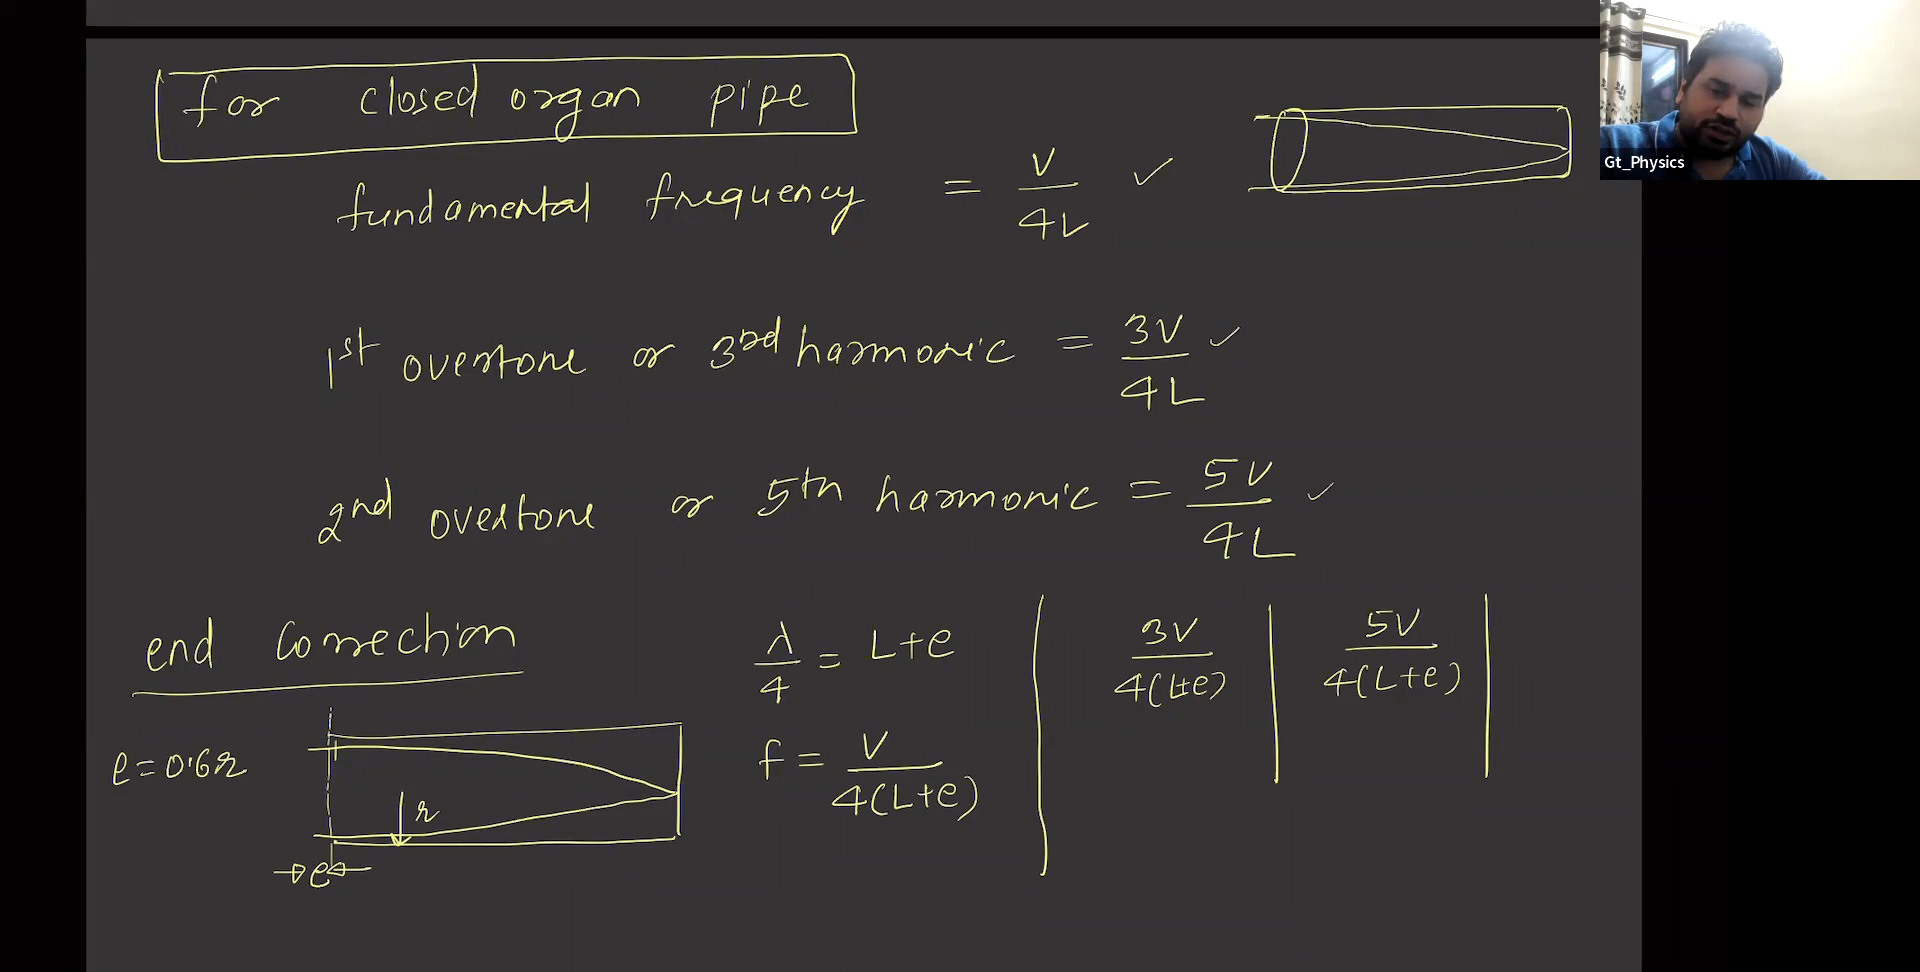 for closed organ pipe
fundamental frequency = V/4L ✓
Gt_Physics
1st overtone or 3rd harmonic = 3V/4L ✓
2nd overtone or 5th harmonic = 5V/4L ✓
end correction
λ/4 = L+e
3V/4(L+e)
5V/4(L+e)
e=0.6r
r
f = V/4(L+e)
e